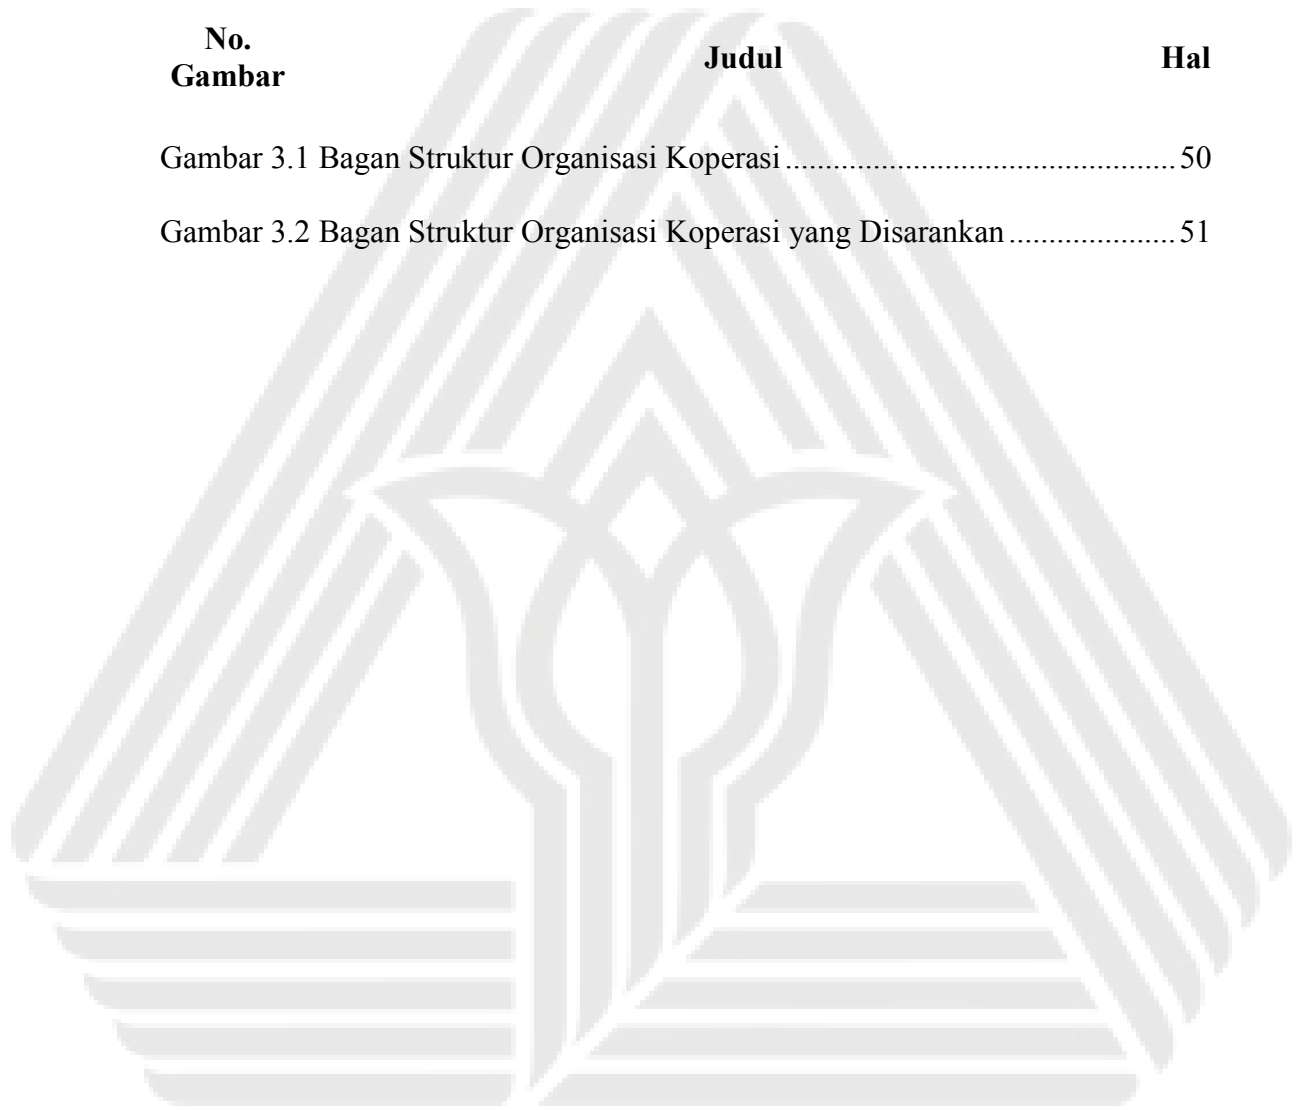 No.
Gambar
Judul
Hal
Gambar 3.1 Bagan Struktur Organisasi Koperasi ................................................. 50
Gambar 3.2 Bagan Struktur Organisasi Koperasi yang Disarankan ..................... 51